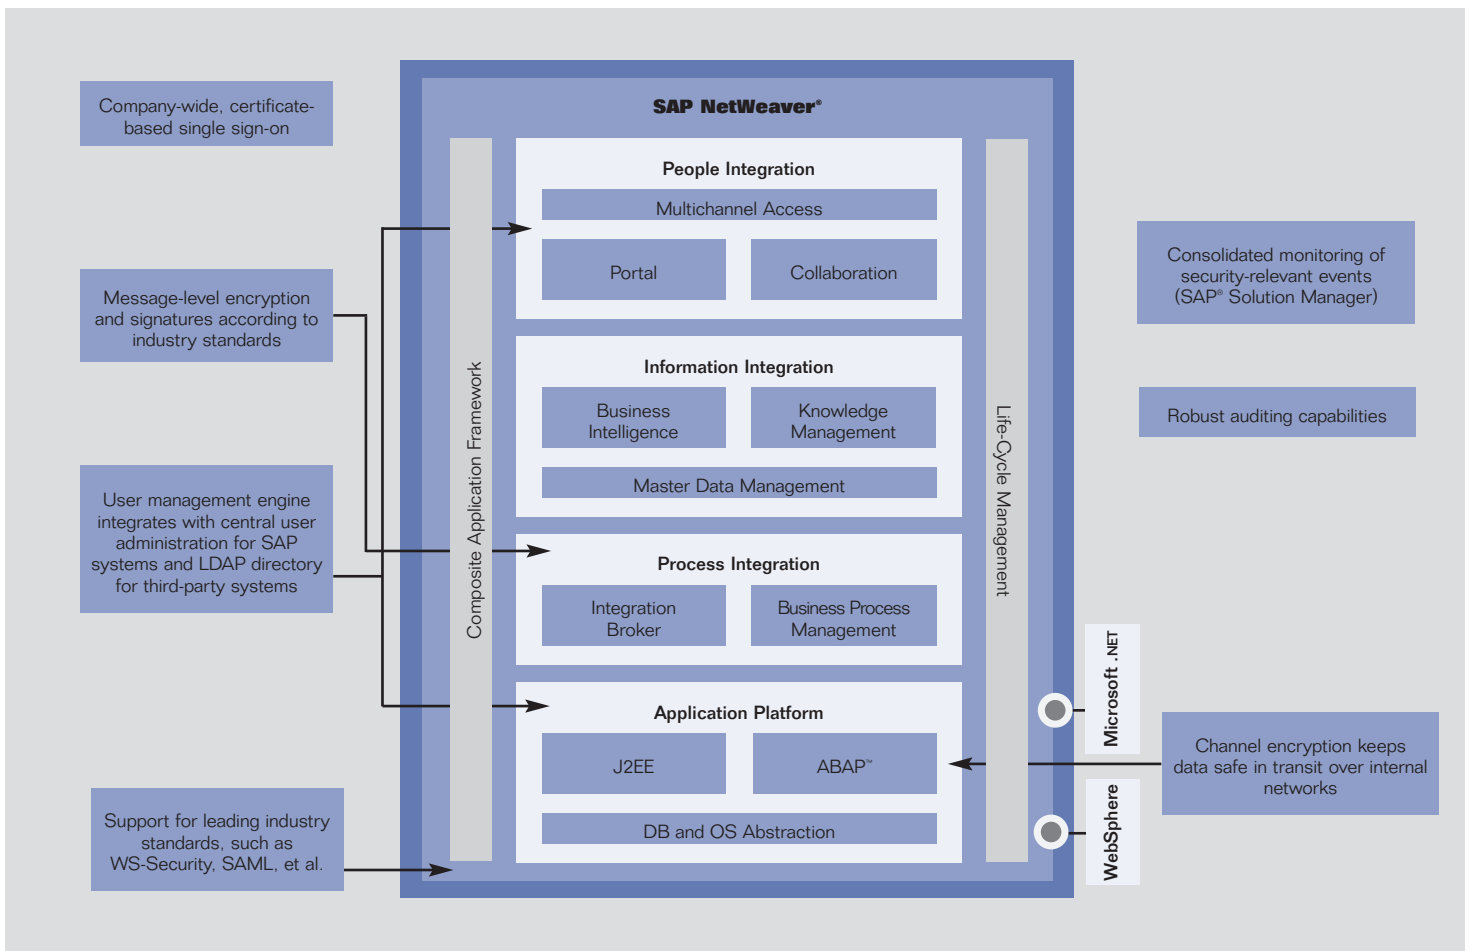 Company-wide, certificate-
based single sign-on
Message-level encryption
and signatures according to
industry standards
User management engine
integrates with central user
administration for SAP
systems and LDAP directory
for third-party systems
Support for leading industry
standards, such as
WS-Security, SAML, et al.
SAP NetWeaver®
Composite Application Framework
People Integration
Multichannel Access
Portal
Collaboration
Information Integration
Business
Intelligence
Knowledge
Management
Master Data Management
Process Integration
Integration
Broker
Business Process
Management
Application Platform
J2EE
ABAP™
DB and OS Abstraction
Life-Cycle Management
Microsoft .NET
WebSphere
Consolidated monitoring of
security-relevant events
(SAP® Solution Manager)
Robust auditing capabilities
Channel encryption keeps
data safe in transit over internal
networks